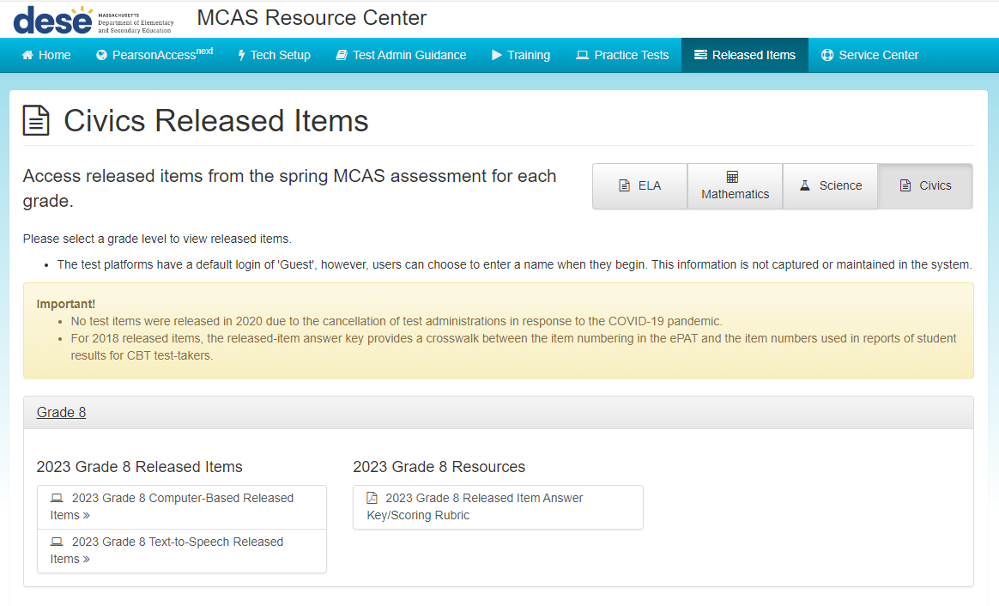 dese
MASSACHUSETTS
Department of Elementary
and Secondary Education
MCAS Resource Center
Home
PearsonAccessnext
Tech Setup
Test Admin Guidance
Training
Practice Tests
Released Items
Service Center
Civics Released Items
Access released items from the spring MCAS assessment for each
grade.
ELA
Mathematics
Science
Civics
Please select a grade level to view released items.
• The test platforms have a default login of 'Guest', however, users can choose to enter a name when they begin. This information is not captured or maintained in the system.
Important!
• No test items were released in 2020 due to the cancellation of test administrations in response to the COVID-19 pandemic.
• For 2018 released items, the released-item answer key provides a crosswalk between the item numbering in the ePAT and the item numbers used in reports of student
results for CBT test-takers.
Grade 8
2023 Grade 8 Released Items
2023 Grade 8 Computer-Based Released
Items »
2023 Grade 8 Text-to-Speech Released
Items »
2023 Grade 8 Resources
2023 Grade 8 Released Item Answer
Key/Scoring Rubric